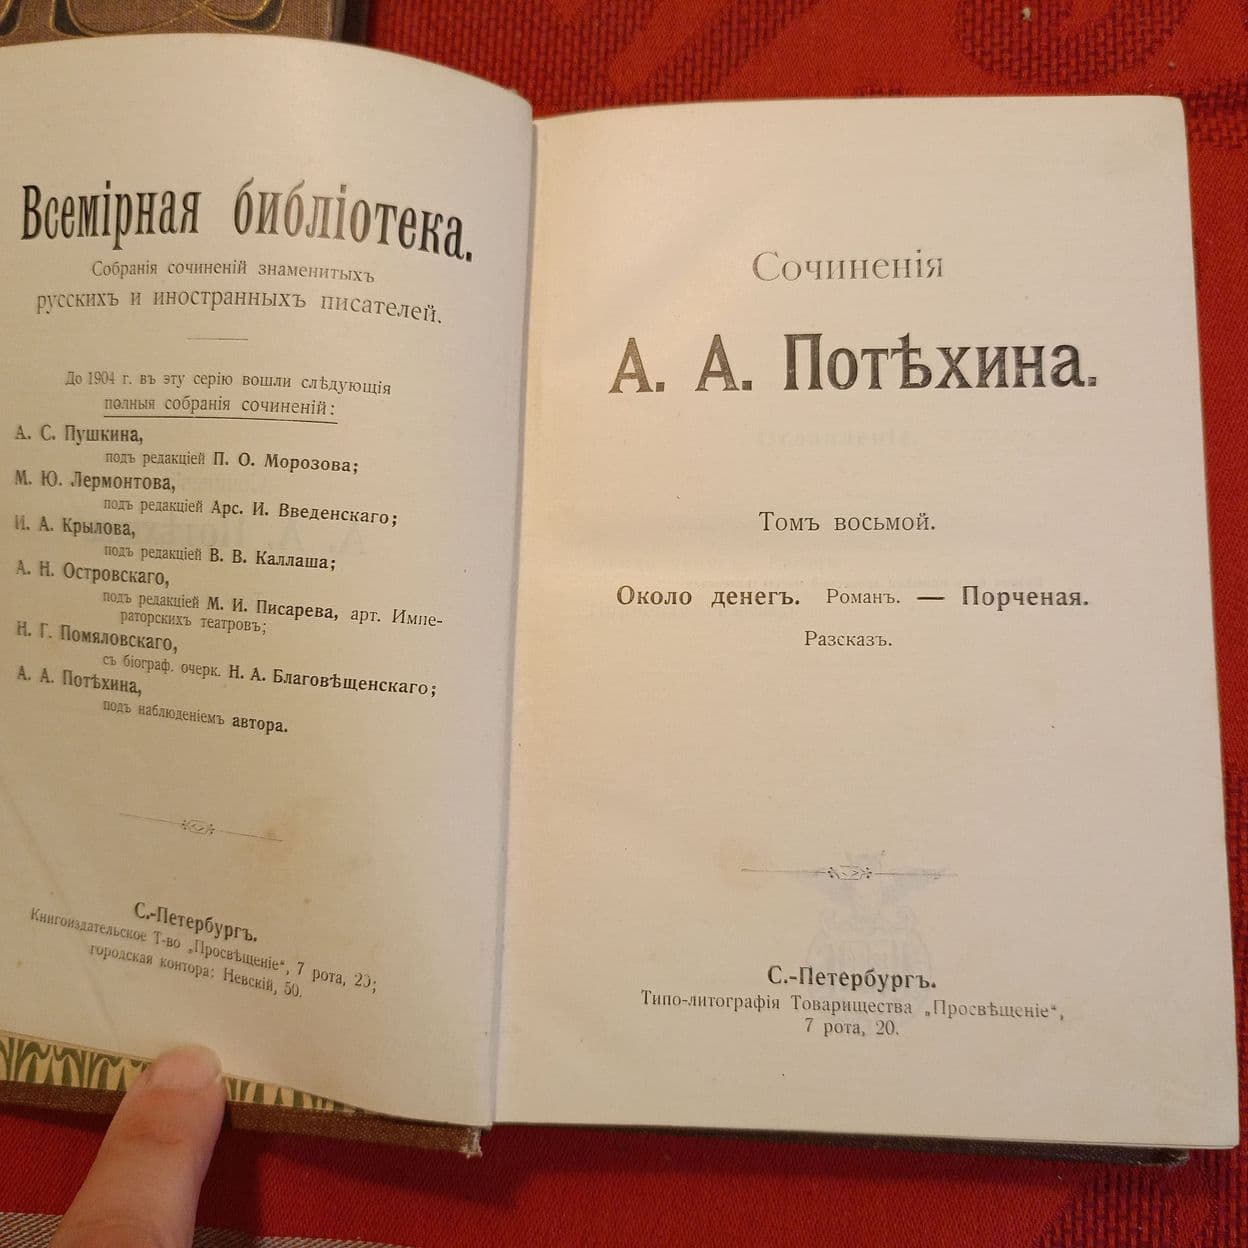 Всемірная библіотека.
Собранія сочиненій знаменитыхъ
русскихъ и иностранныхъ писателей.
До 1904 г. въ эту серію вошли слѣдующія
полныя собранія сочиненій:
А. С. Пушкина,
подъ редакціей П. О. Морозова;
М. Ю. Лермонтова,
подъ редакціей Арс. И. Введенскаго;
И. А. Крылова,
подъ редакціей В. В. Каллаша;
А. Н. Островскаго,
подъ редакціей М. И. Писарева, арт. Импе-
раторскихъ театровъ;
Н. Г. Помяловскаго,
съ біограф. очерк. Н. А. Благовѣщенскаго;
А. А. Потѣхина,
подъ наблюденіемъ автора.
С.-Петербургъ.
Книгоиздательское Т-во „Просвѣщеніе“, 7 рота, 20;
городская контора: Невскій, 50.
Сочиненія
А. А. Потѣхина.
Томъ восьмой.
Около денегъ. Романъ. — Порченая.
Разсказъ.
С.-Петербургъ.
Типо-литографія Товарищества „Просвѣщеніе“,
7 рота, 20.